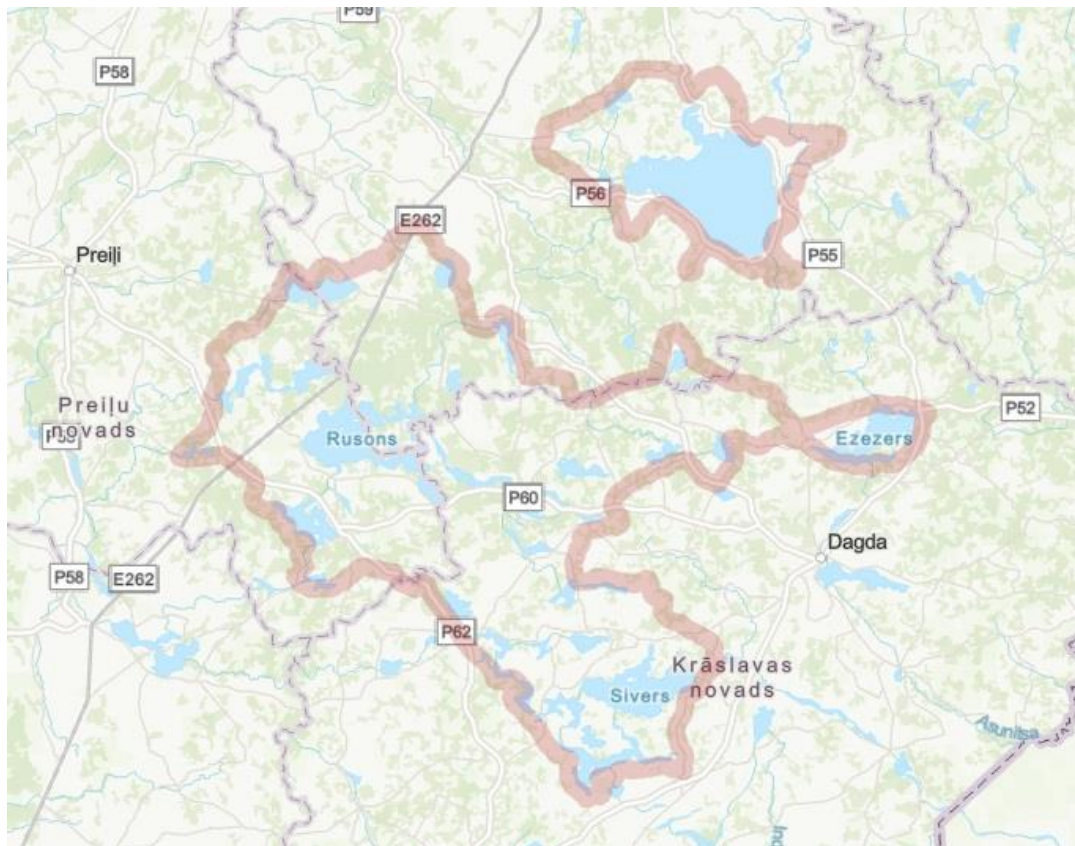 P59
P58
P56
E262
P55
Preiļi
P52
Preiļu
novads
Rusons
Ezezers
P60
Dagda
P58
E262
P62
Krāslavas
novads
Sivers
Asuniisa